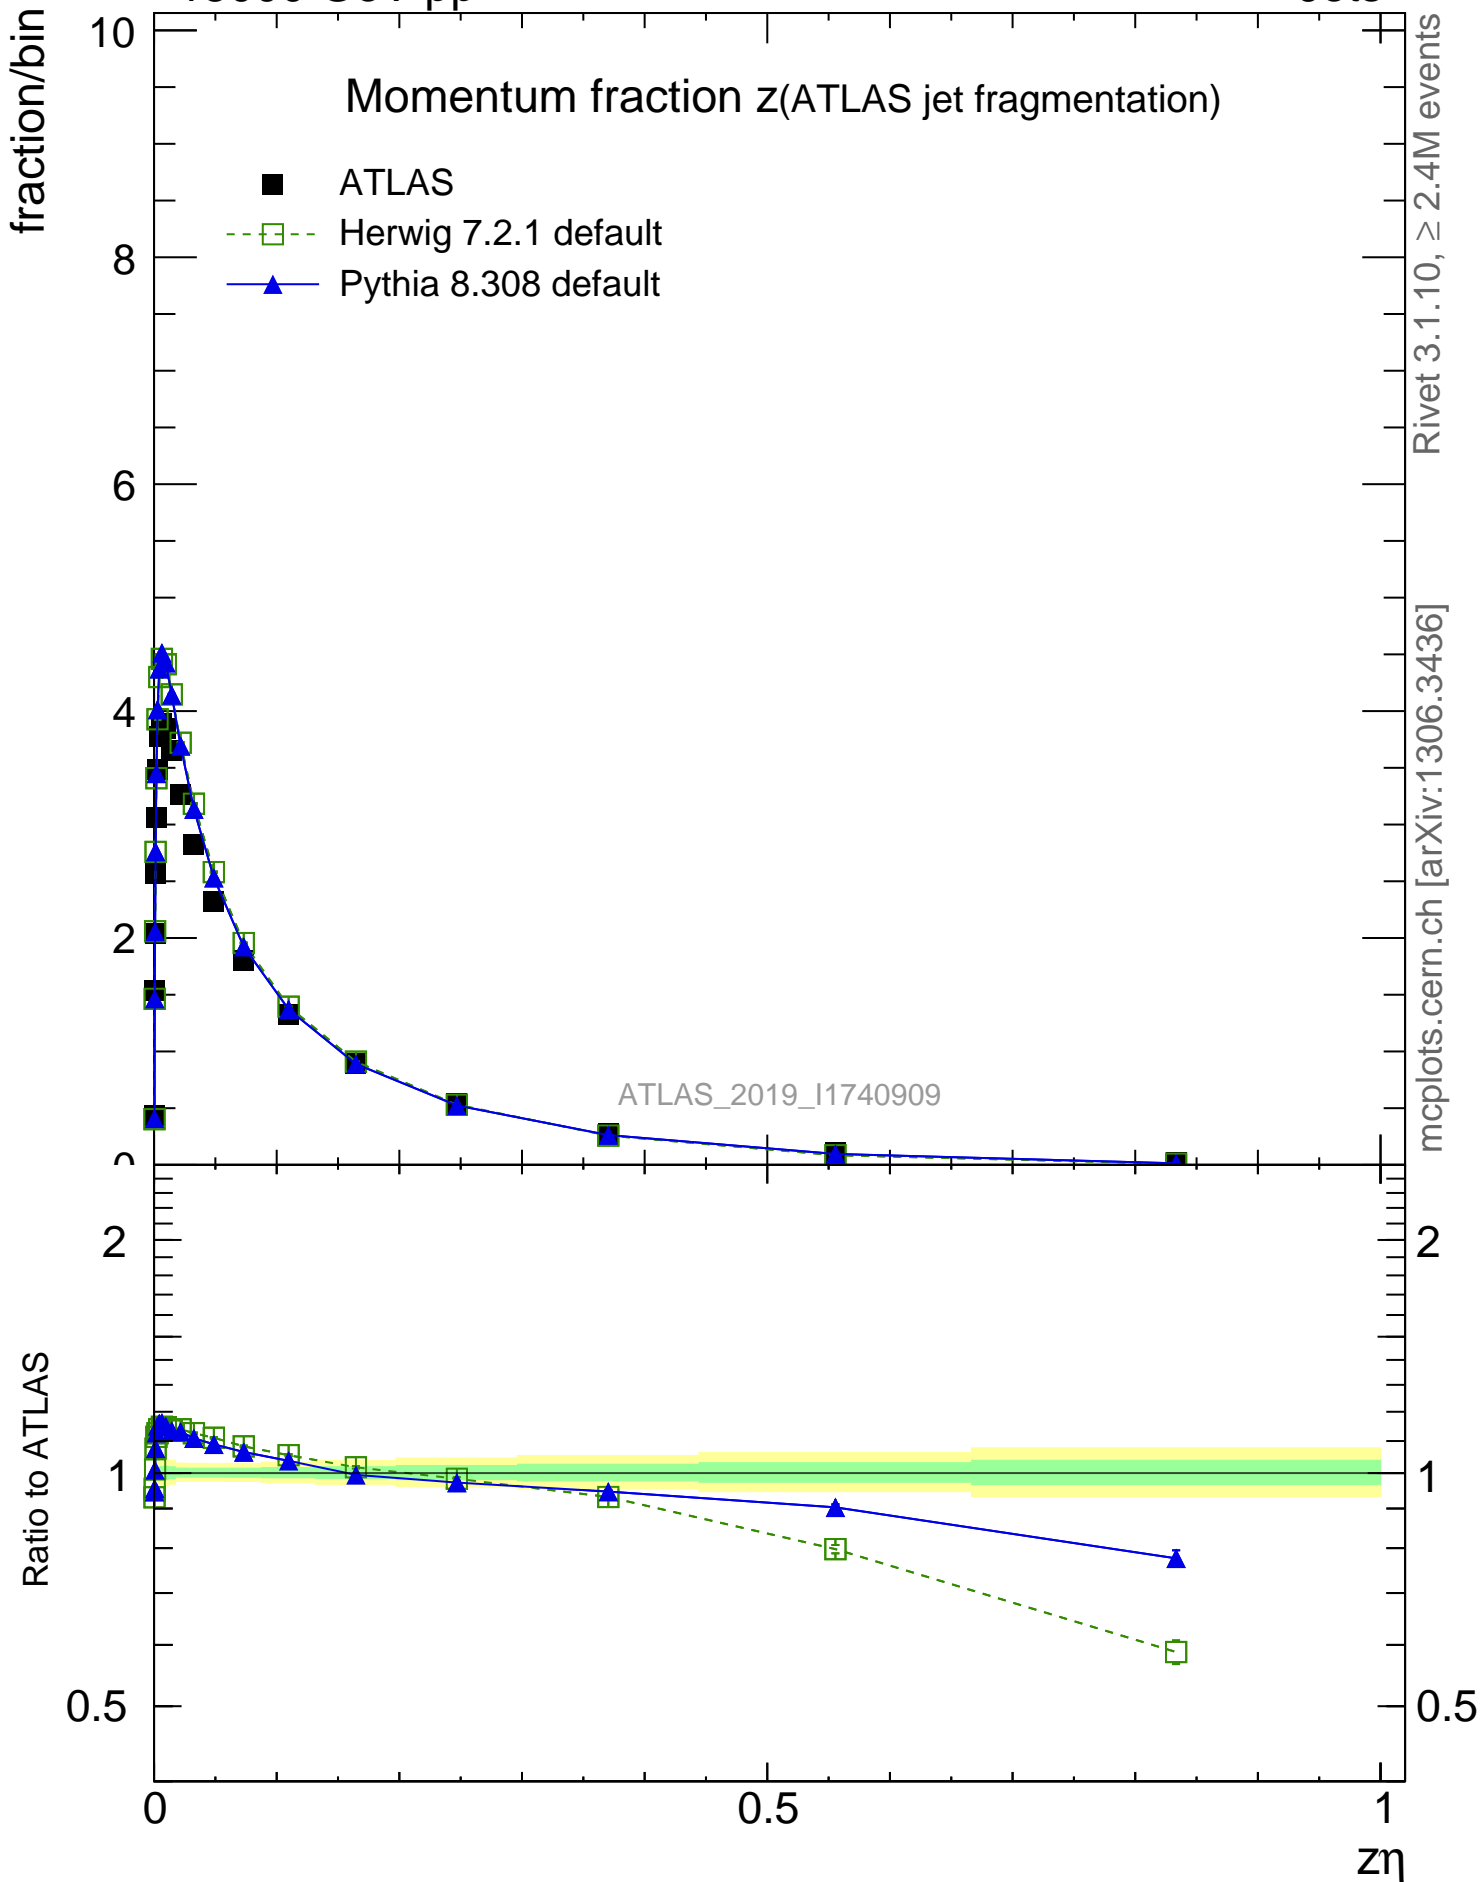 fraction/bin
10
8
6
4
2
Momentum fraction z(ATLAS jet fragmentation)
ATLAS
Herwig 7.2.1 default
Pythia 8.308 default
ATLAS_2019_I1740909
Rivet 3.1.10, ≥ 2.4M events
mcplots.cern.ch [arXiv:1306.3436]
Ratio to ATLAS
2
1
0.5
2
1
0.5
0
0.5
1
zη